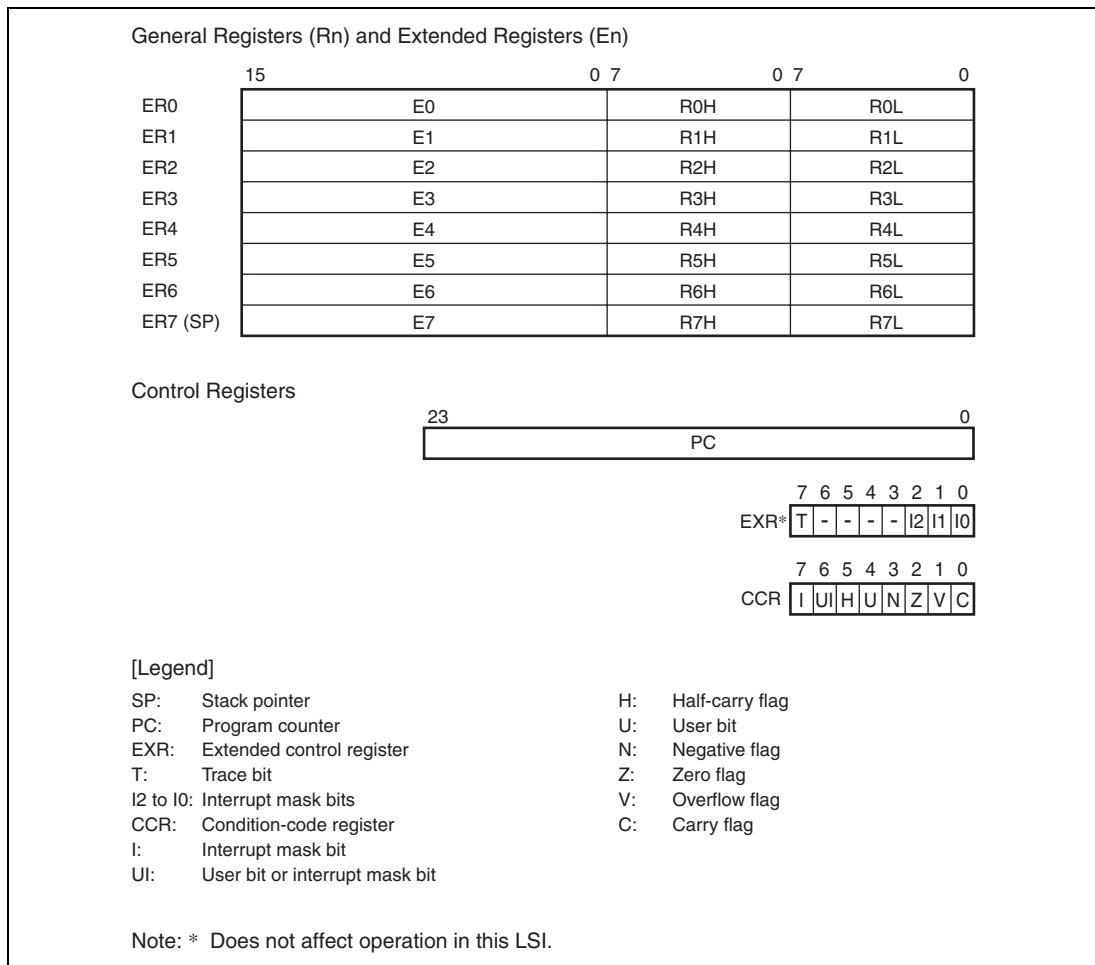 General Registers (Rn) and Extended Registers (En)
15 0 7 0 7 0
ER0 E0 R0H R0L
ER1 E1 R1H R1L
ER2 E2 R2H R2L
ER3 E3 R3H R3L
ER4 E4 R4H R4L
ER5 E5 R5H R5L
ER6 E6 R6H R6L
ER7 (SP) E7 R7H R7L
Control Registers
23 0
PC
7 6 5 4 3 2 1 0
EXR* T - - - - I2 I1 I0
7 6 5 4 3 2 1 0
CCR I UI H U N Z V C
[Legend]
SP: Stack pointer
PC: Program counter
EXR: Extended control register
T: Trace bit
I2 to I0: Interrupt mask bits
CCR: Condition-code register
I: Interrupt mask bit
UI: User bit or interrupt mask bit
H: Half-carry flag
U: User bit
N: Negative flag
Z: Zero flag
V: Overflow flag
C: Carry flag
Note: * Does not affect operation in this LSI.